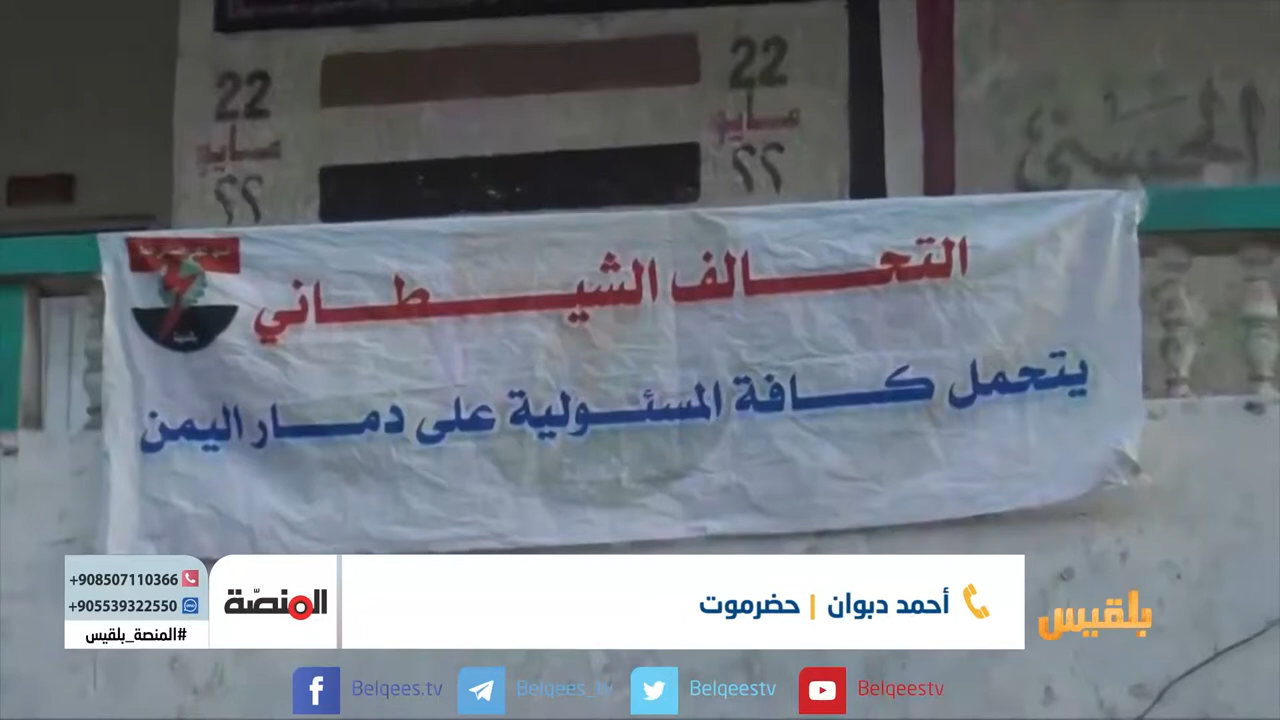 22 22
مايو مايو
٢٢ ٢٢
التحالف الشيطاني
يتحمل كافة المسئولية على دمار اليمن
+908507110366
+905539322550
#المنصة_بلقيس
المنصّة
أحمد دبوان | حضرموت
بلقيس
Belqees.tv
Belqees_tv
Belqeestv
Belqeestv